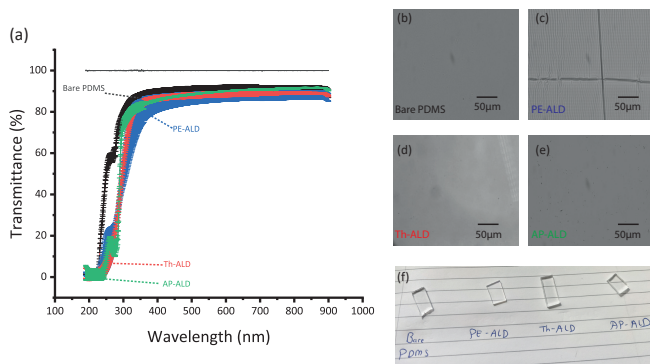 (a)
Transmittance (%)
100
80
60
40
20
0
Bare PDMS
PE-ALD
Th-ALD
AP-ALD
100 200 300 400 500 600 700 800 900 1000
Wavelength (nm)
(b)
Bare PDMS
50μm
(c)
PE-ALD
50μm
(d)
Th-ALD
50μm
(e)
AP-ALD
50μm
(f)
Bare PE-ALD Th-ALD AP-ALD
PDMS